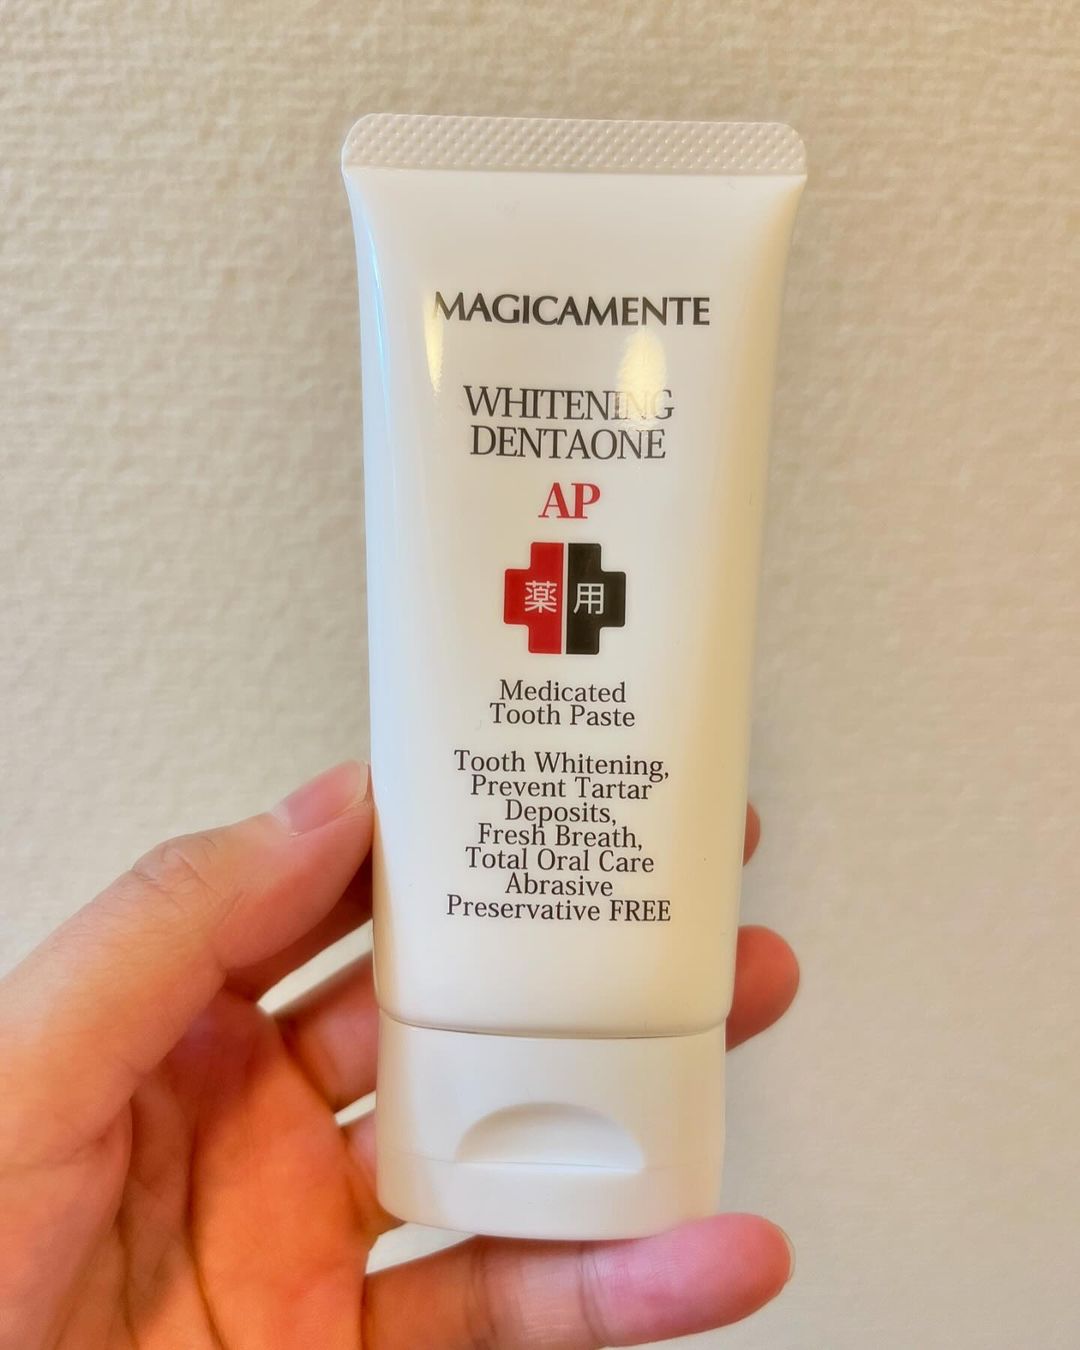 MAGICAMENTE
WHITENING
DENTAONE
AP
薬用
Medicated
Tooth Paste
Tooth Whitening,
Prevent Tartar
Deposits,
Fresh Breath,
Total Oral Care
Abrasive
Preservative FREE